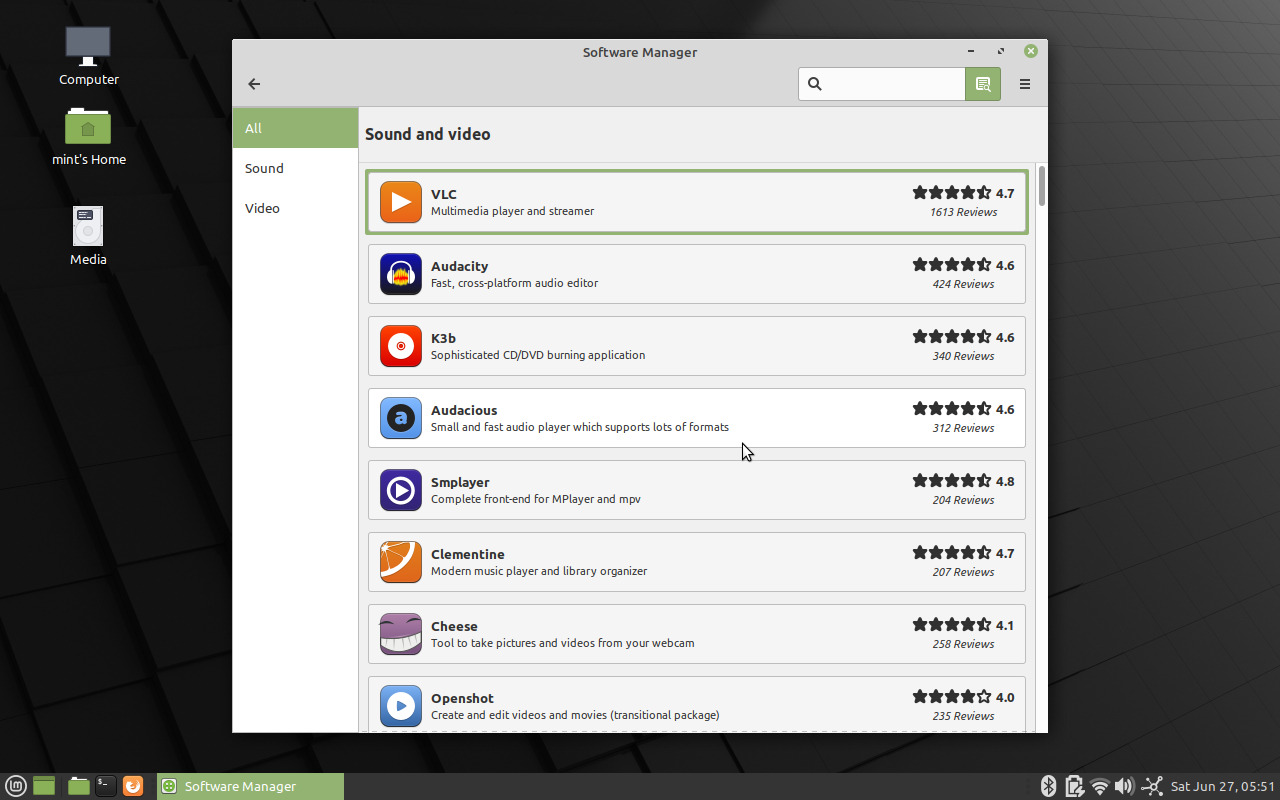 Computer
mint's Home
Media
Software Manager
All
Sound
Video
Sound and video
VLC
Multimedia player and streamer
4.7
1613 Reviews
Audacity
Fast, cross-platform audio editor
4.6
424 Reviews
K3b
Sophisticated CD/DVD burning application
4.6
340 Reviews
Audacious
Small and fast audio player which supports lots of formats
4.6
312 Reviews
Smplayer
Complete front-end for MPlayer and mpv
4.8
204 Reviews
Clementine
Modern music player and library organizer
4.7
207 Reviews
Cheese
Tool to take pictures and videos from your webcam
4.1
258 Reviews
Openshot
Create and edit videos and movies (transitional package)
4.0
235 Reviews
Software Manager
Sat Jun 27, 05:51